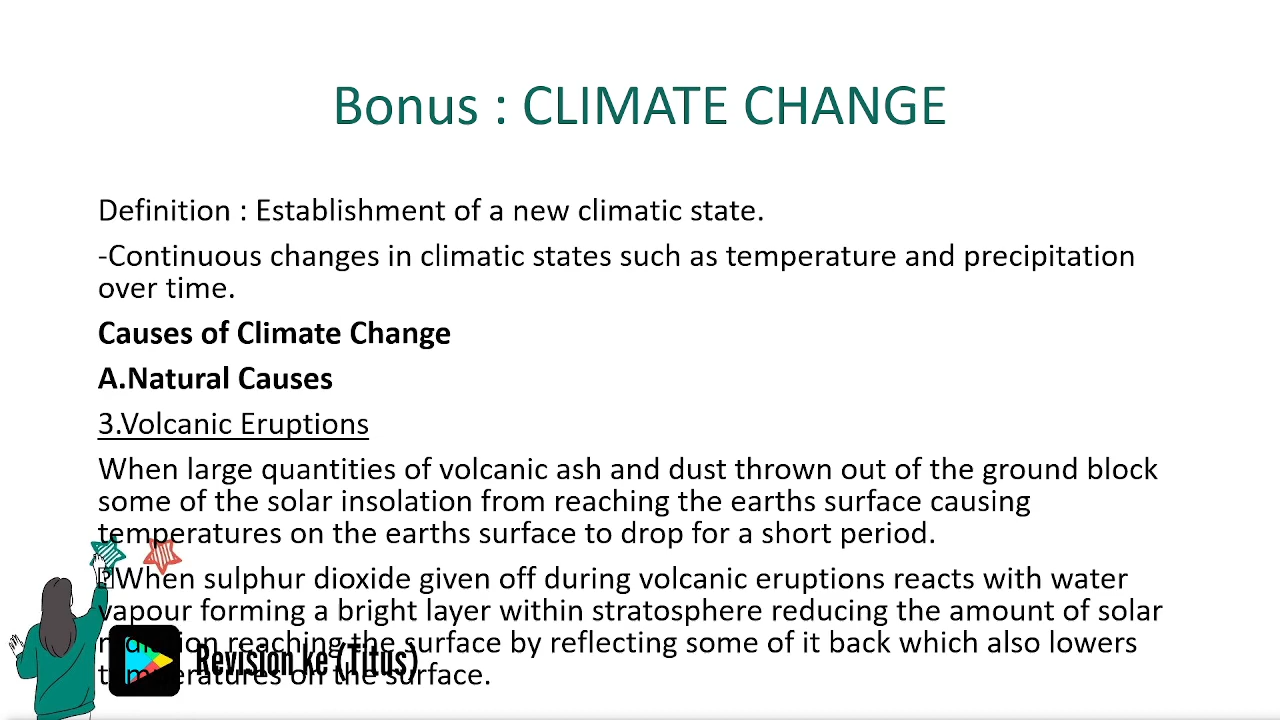 Bonus : CLIMATE CHANGE
Definition : Establishment of a new climatic state.
-Continuous changes in climatic states such as temperature and precipitation
over time.
Causes of Climate Change
A.Natural Causes
3.Volcanic Eruptions
When large quantities of volcanic ash and dust thrown out of the ground block
some of the solar insolation from reaching the earths surface causing
temperatures on the earths surface to drop for a short period.
When sulphur dioxide given off during volcanic eruptions reacts with water
vapour forming a bright layer within stratosphere reducing the amount of solar
radiation reaching the surface by reflecting some of it back which also lowers
temperatures on the surface.
Revision ke (Titus)